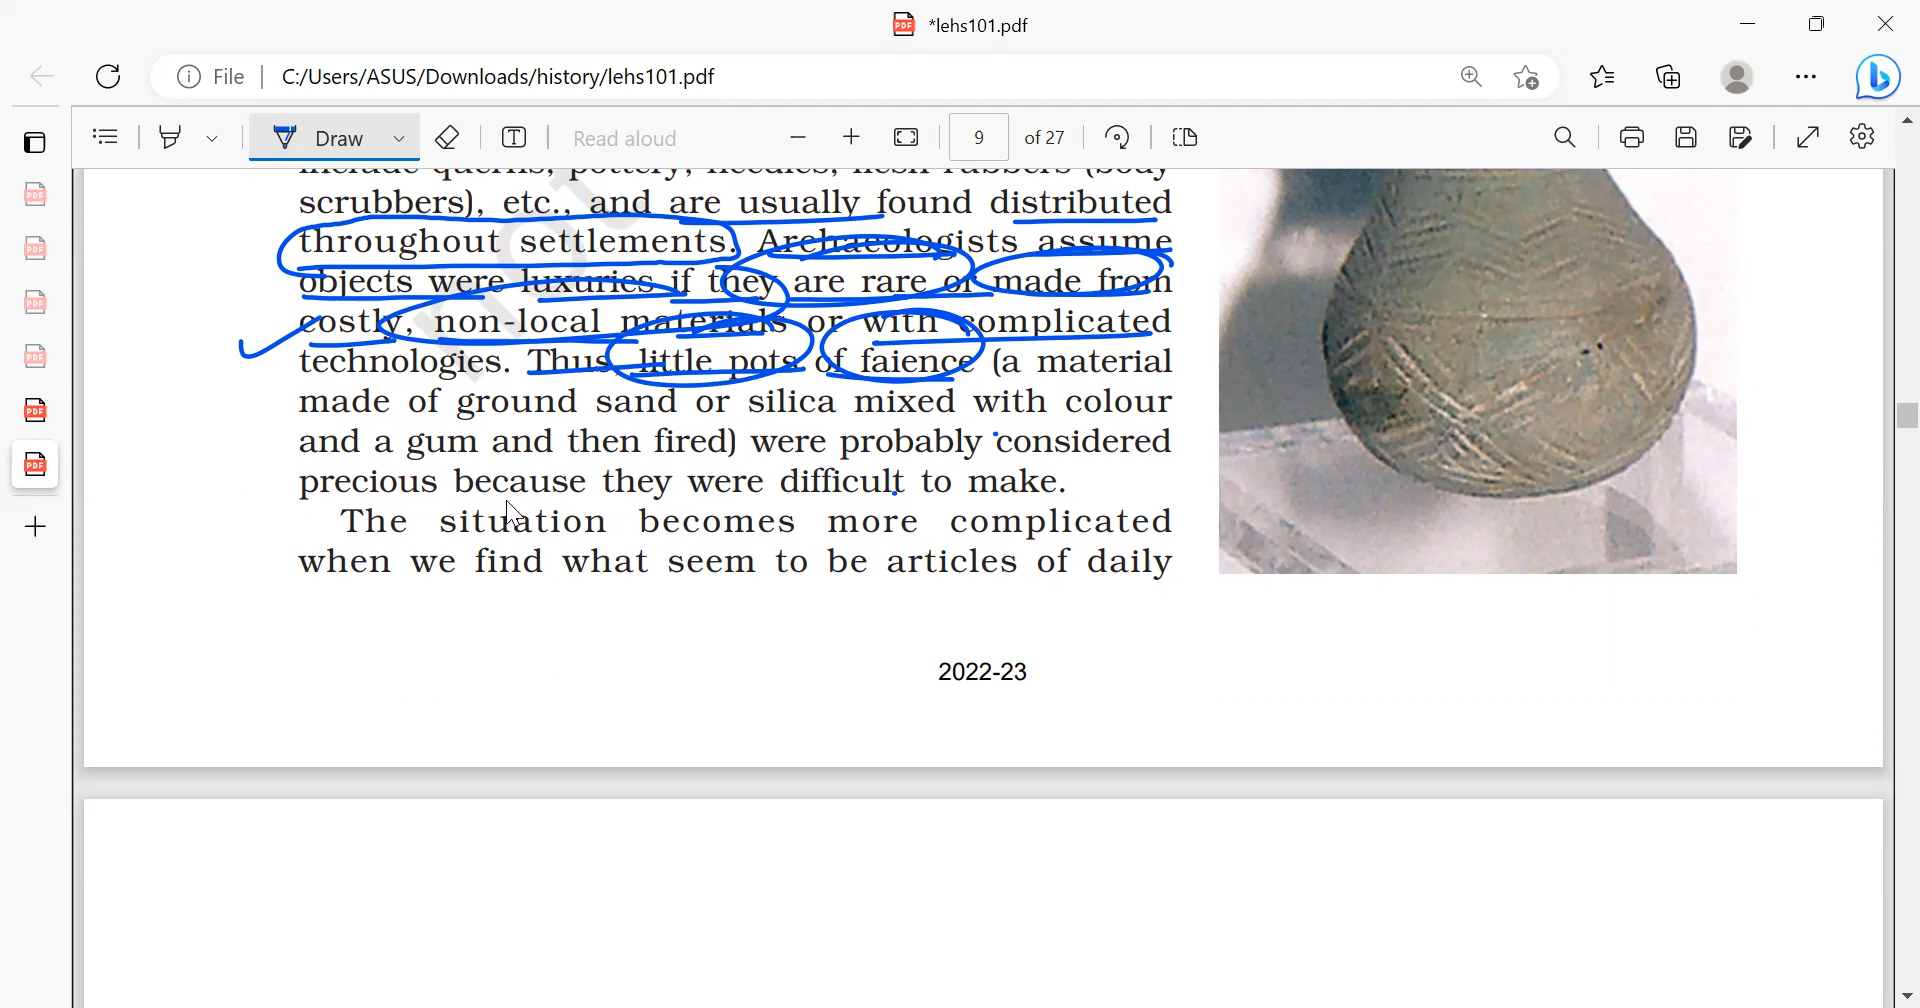 *lehs101.pdf
File C:/Users/ASUS/Downloads/history/lehs101.pdf
Draw Read aloud 9 of 27
include querns, pottery, needles, flesh-rubbers (body
scrubbers), etc., and are usually found distributed
throughout settlements. Archaeologists assume
objects were luxuries if they are rare or made from
costly, non-local materials or with complicated
technologies. Thus little pots of faience (a material
made of ground sand or silica mixed with colour
and a gum and then fired) were probably considered
precious because they were difficult to make.
The situation becomes more complicated
when we find what seem to be articles of daily
2022-23